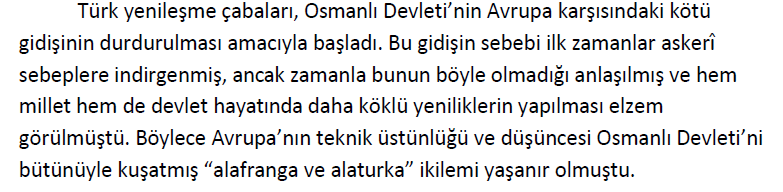 Türk yenileşme çabaları, Osmanlı Devleti’nin Avrupa karşısındaki kötü
gidişinin durdurulması amacıyla başladı. Bu gidişin sebebi ilk zamanlar askerî
sebeplere indirgenmiş, ancak zamanla bunun böyle olmadığı anlaşılmış ve hem
millet hem de devlet hayatında daha köklü yeniliklerin yapılması elzem
görülmüştü. Böylece Avrupa’nın teknik üstünlüğü ve düşüncesi Osmanlı Devleti’ni
bütünüyle kuşatmış “alafranga ve alaturka” ikilemi yaşanır olmuştu.